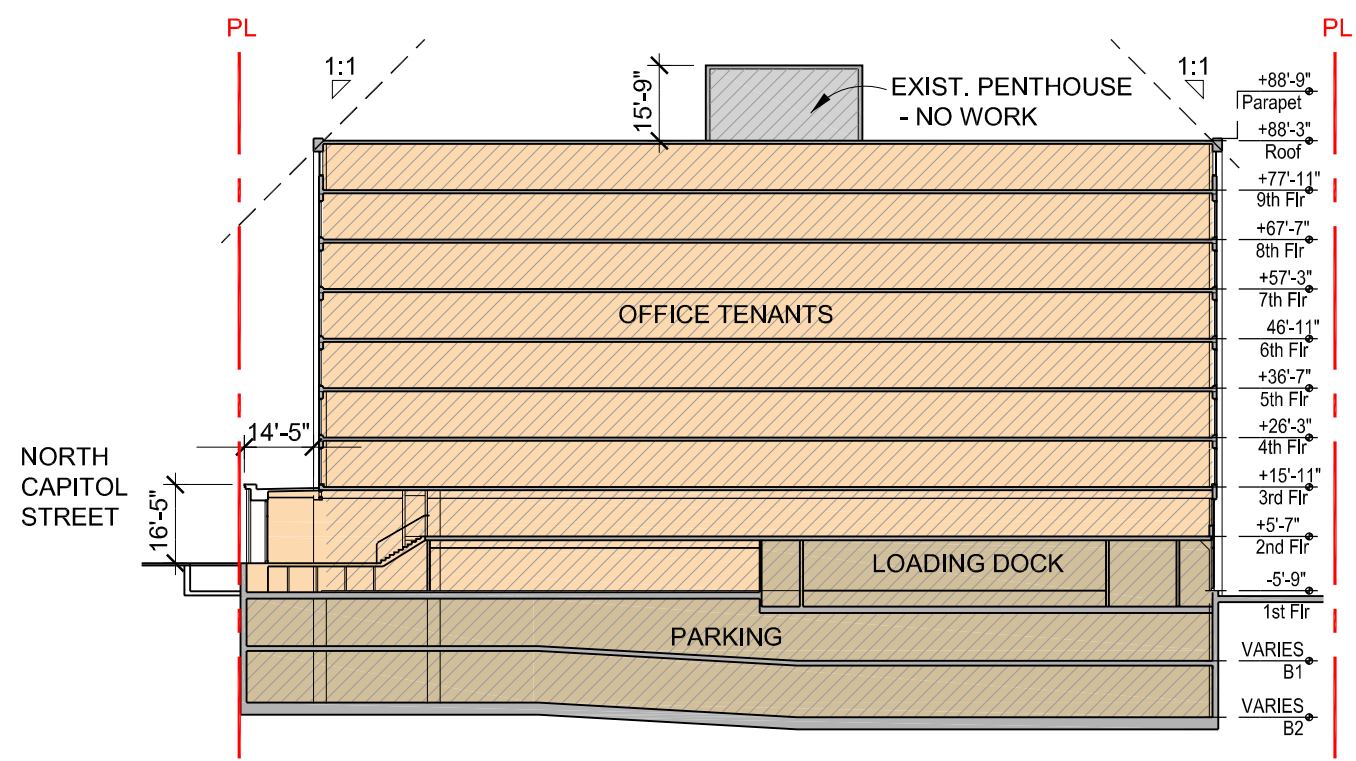 PL
PL
1:1
1:1
15'-9"
EXIST. PENTHOUSE
- NO WORK
+88'-9"
Parapet
+88'-3"
Roof
+77'-11"
9th Flr
+67'-7"
8th Flr
+57'-3"
7th Flr
OFFICE TENANTS
46'-11"
6th Flr
+36'-7"
5th Flr
+26'-3"
4th Flr
14'-5"
NORTH
CAPITOL
STREET
16'-5"
+15'-11"
3rd Flr
+5'-7"
2nd Flr
LOADING DOCK
-5'-9"
1st Flr
PARKING
VARIES
B1
VARIES
B2